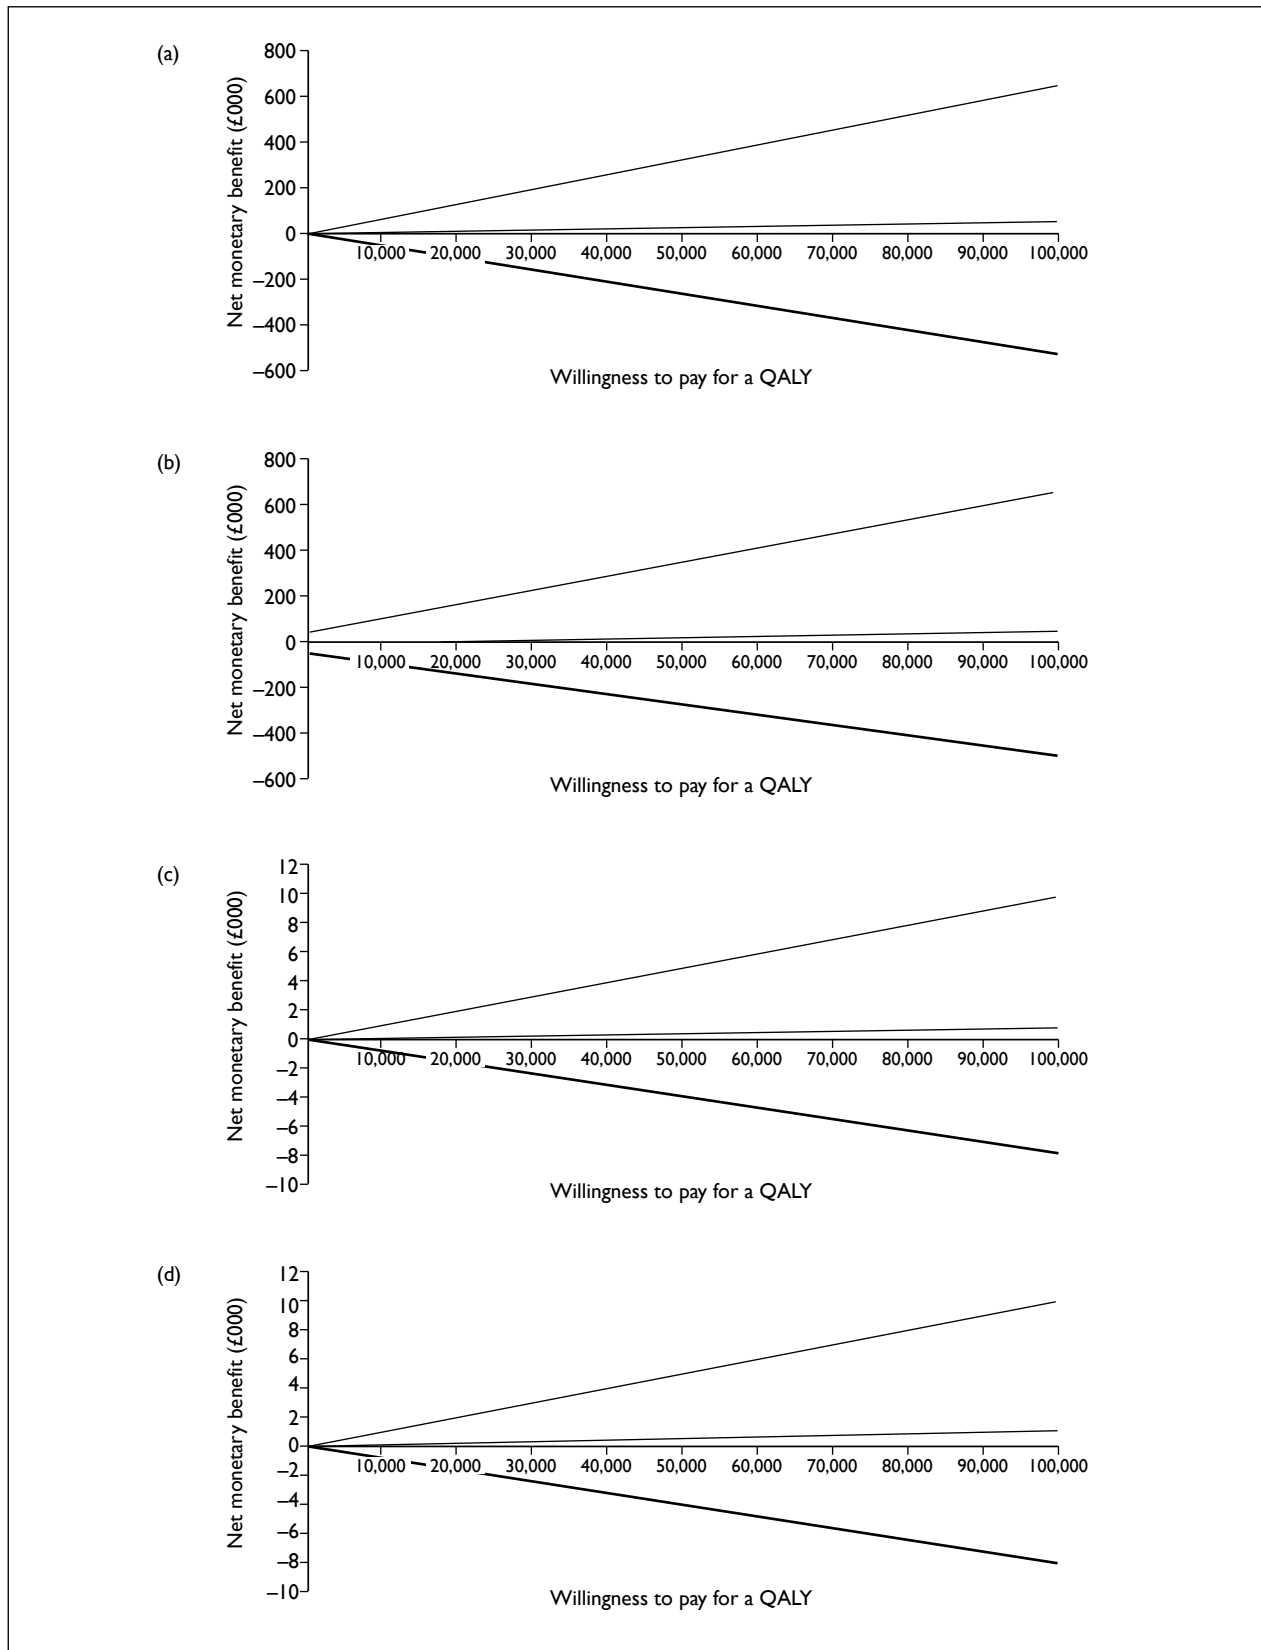 (a)
Net monetary benefit (£000)
800
600
400
200
0
–200
–400
–600
10,000 20,000 30,000 40,000 50,000 60,000 70,000 80,000 90,000 100,000
Willingness to pay for a QALY
(b)
Net monetary benefit (£000)
800
600
400
200
0
–200
–400
–600
10,000 20,000 30,000 40,000 50,000 60,000 70,000 80,000 90,000 100,000
Willingness to pay for a QALY
(c)
Net monetary benefit (£000)
12
10
8
6
4
2
0
–2
–4
–6
–8
–10
10,000 20,000 30,000 40,000 50,000 60,000 70,000 80,000 90,000 100,000
Willingness to pay for a QALY
(d)
Net monetary benefit (£000)
12
10
8
6
4
2
0
–2
–4
–6
–8
–10
10,000 20,000 30,000 40,000 50,000 60,000 70,000 80,000 90,000 100,000
Willingness to pay for a QALY